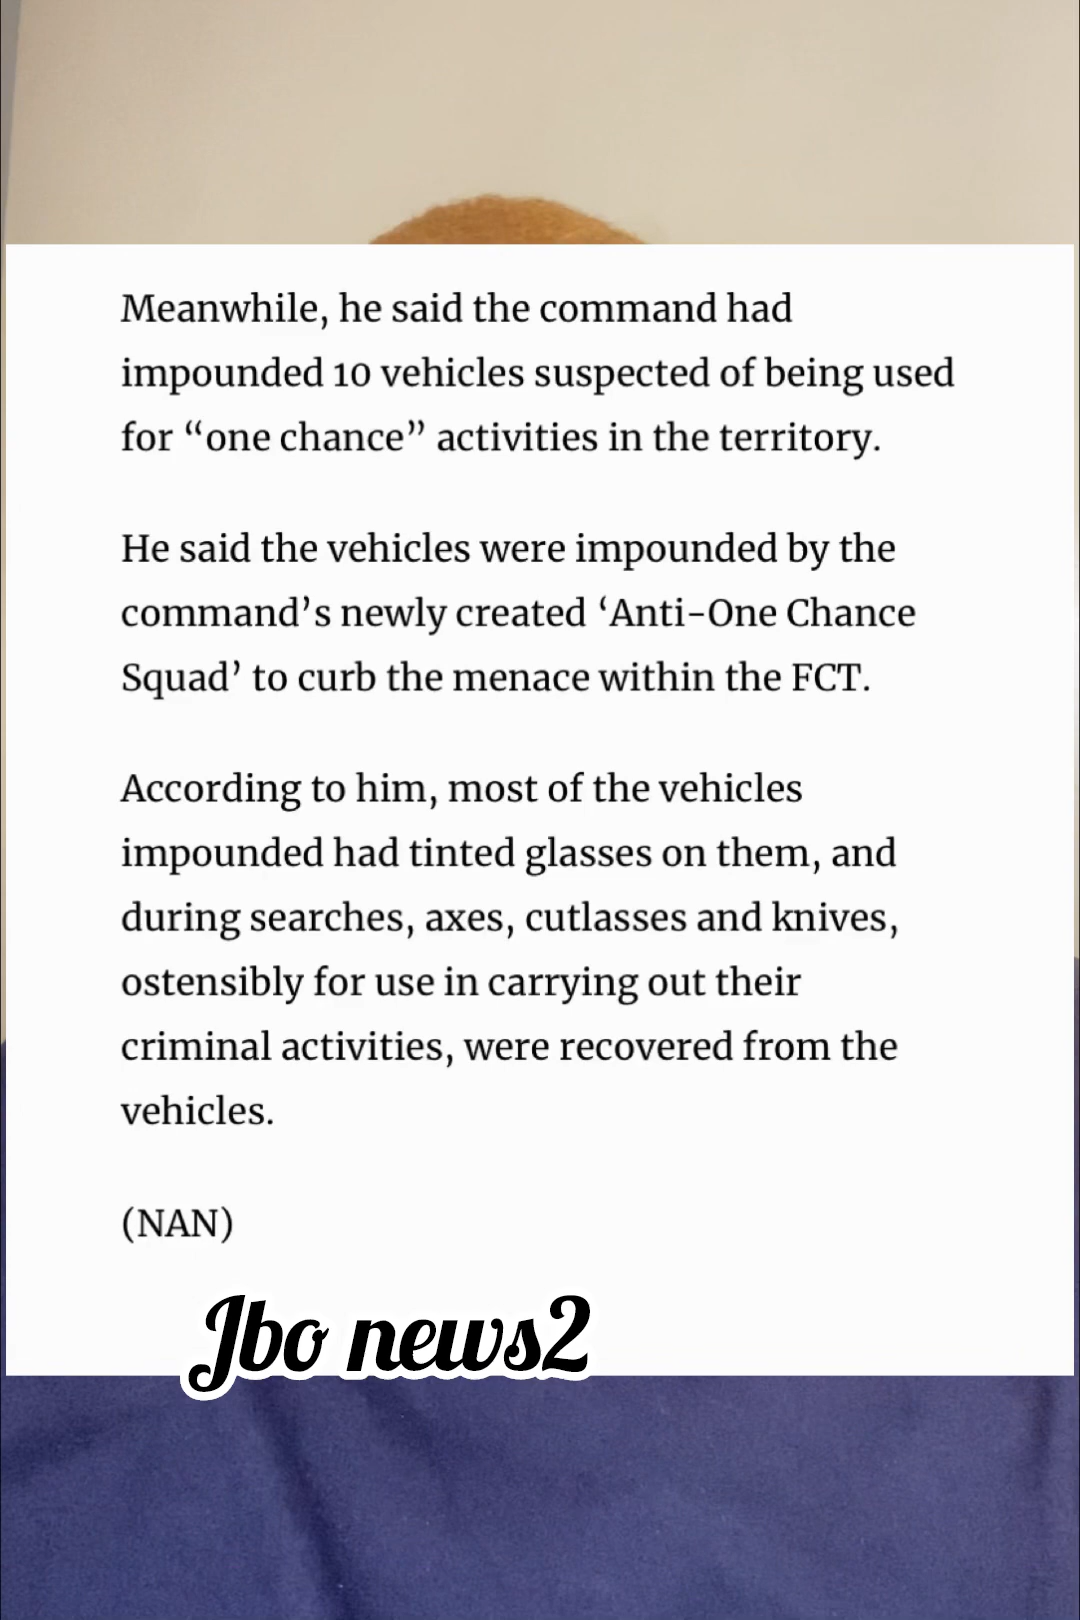 Meanwhile, he said the command had
impounded 10 vehicles suspected of being used
for “one chance” activities in the territory.
He said the vehicles were impounded by the
command’s newly created ‘Anti-One Chance
Squad’ to curb the menace within the FCT.
According to him, most of the vehicles
impounded had tinted glasses on them, and
during searches, axes, cutlasses and knives,
ostensibly for use in carrying out their
criminal activities, were recovered from the
vehicles.
(NAN)
Jbo news2